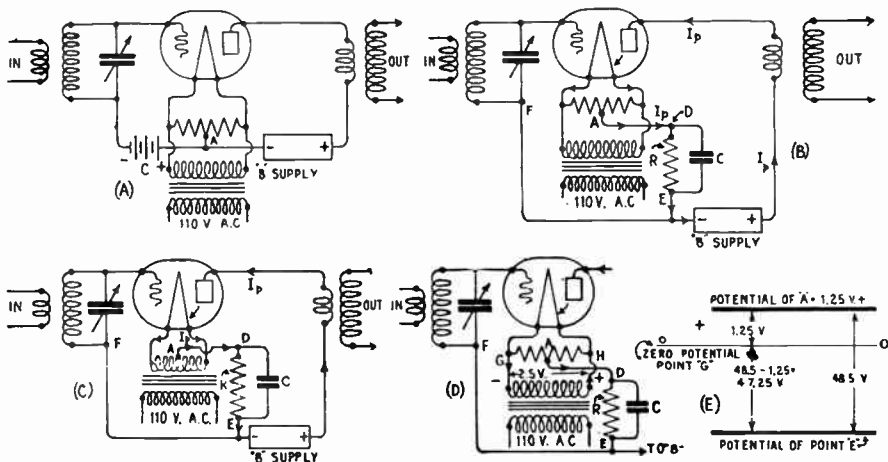 IN
OUT
A
- C +
"B" SUPPLY
- +
(A)
110 V. A.C
IN
OUT
Ip
F
A
Ip
D
R
C
Ip
E
(B)
110 V. A.C
- +
"B" SUPPLY
IN
OUT
Ip
F
Ip
A
D
R
C
E
(C)
110 V. A.C.
- +
"B" SUPPLY
IN
F
G
H
- 2.5 V. +
D
R
C
E
(D)
110 V. AC
TO "B-"
POTENTIAL OF "A" = 1.25 V. +
+
1.25 V
O
O
ZERO POTENTIAL
POINT "G"
48.5 - 1.25 =
47.25 V
48.5 V
(E)
-
POTENTIAL OF POINT "E"